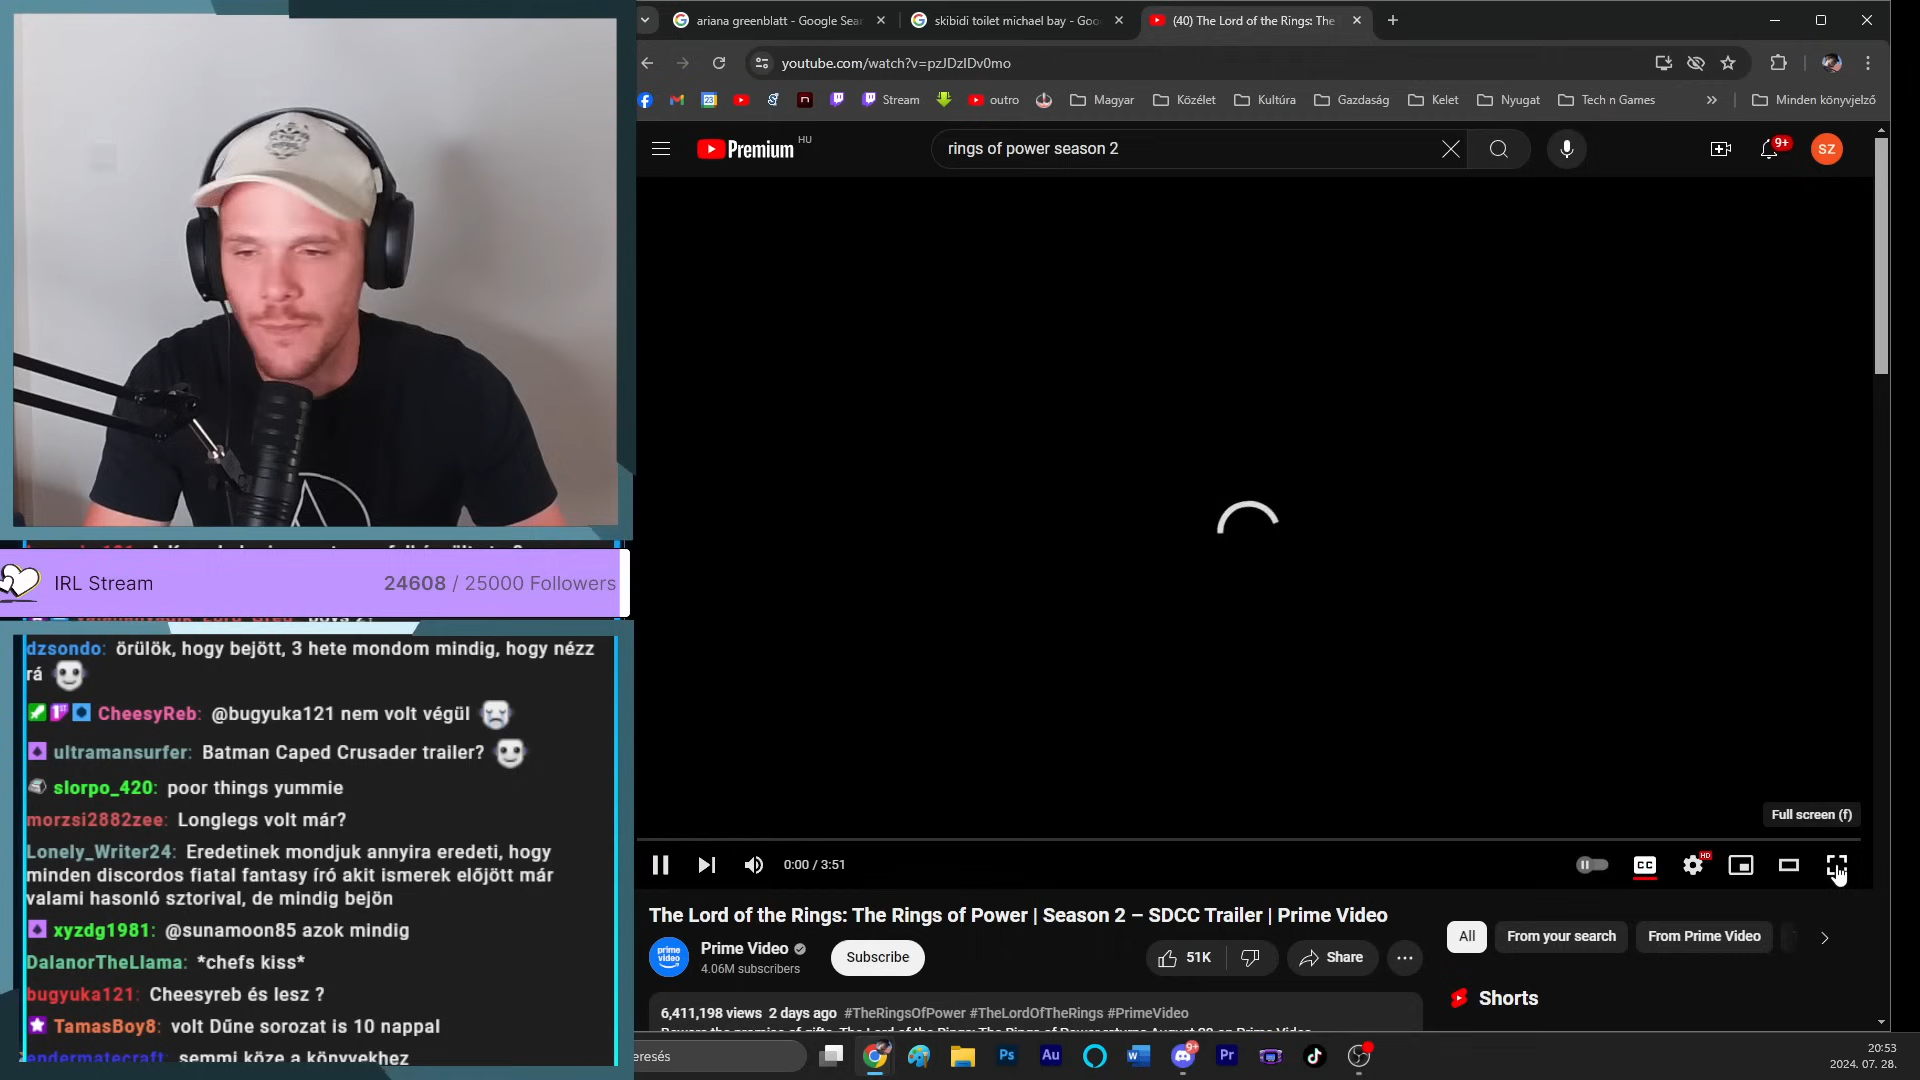 ariana greenblatt - Google Sea
skibidi toilet michael bay - Goo
(40) The Lord of the Rings: The
youtube.com/watch?v=pzJDzIDv0mo
Stream
outro
Magyar
Közélet
Kultúra
Gazdaság
Kelet
Nyugat
Tech n Games
Minden könyvjelző
Premium
HU
rings of power season 2
9+
SZ
Full screen (f)
0:00 / 3:51
CC
HD
The Lord of the Rings: The Rings of Power | Season 2 – SDCC Trailer | Prime Video
prime video
Prime Video
4.06M subscribers
Subscribe
51K
Share
All
From your search
From Prime Video
6,411,198 views 2 days ago #TheRingsOfPower #TheLordOfTheRings #PrimeVideo
Shorts
IRL Stream
24608 / 25000 Followers
dzsondo: örülök, hogy bejött, 3 hete mondom mindig, hogy nézz
rá
CheesyReb: @bugyuka121 nem volt végül
ultramansurfer: Batman Caped Crusader trailer?
slorpo_420: poor things yummie
morzsi2882zee: Longlegs volt már?
Lonely_Writer24: Eredetinek mondjuk annyira eredeti, hogy
minden discordos fiatal fantasy író akit ismerek előjött már
valami hasonló sztorival, de mindig bejön
xyzdg1981: @sunamoon85 azok mindig
DalanorTheLlama: *chefs kiss*
bugyuka121: Cheesyreb és lesz ?
TamasBoy8: volt Dűne sorozat is 10 nappal
endermatecraft: semmi köze a könyvekhez
eresés
Ps
Au
9+
Pr
20:53
2024. 07. 28.